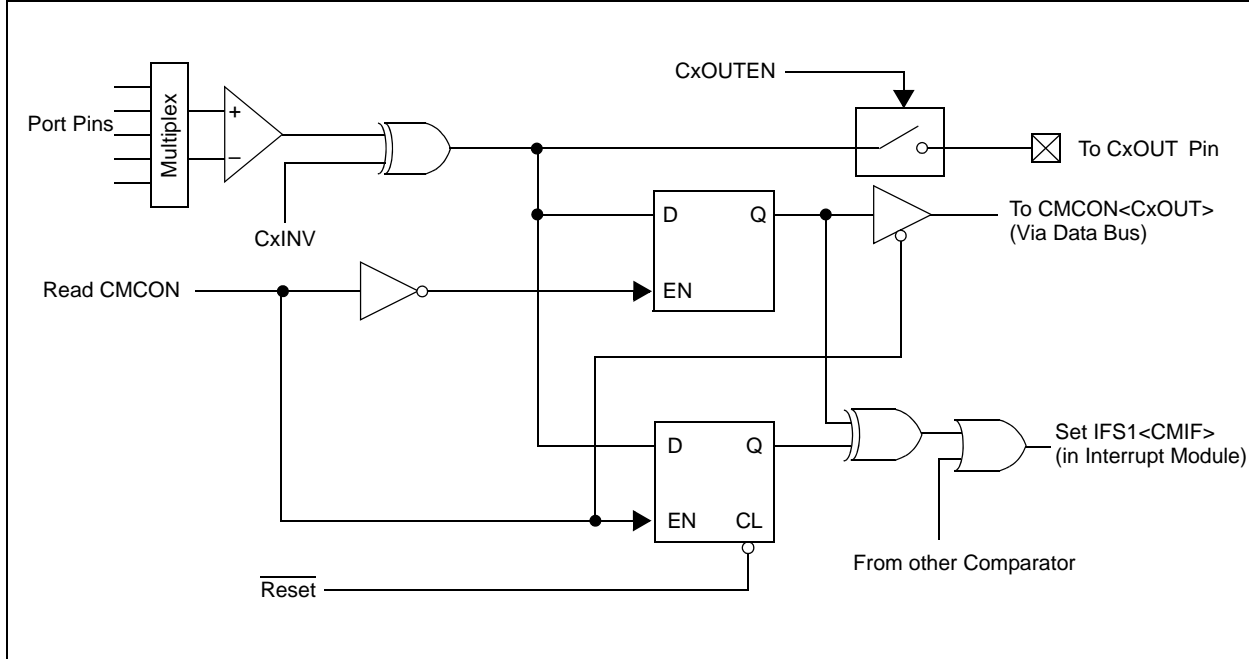 CxOUTEN
Port Pins
Multiplex
+
–
To CxOUT Pin
CxINV
D
Q
EN
To CMCON<CxOUT>
(Via Data Bus)
Read CMCON
D
Q
EN
CL
Set IFS1<CMIF>
(in Interrupt Module)
From other Comparator
Reset